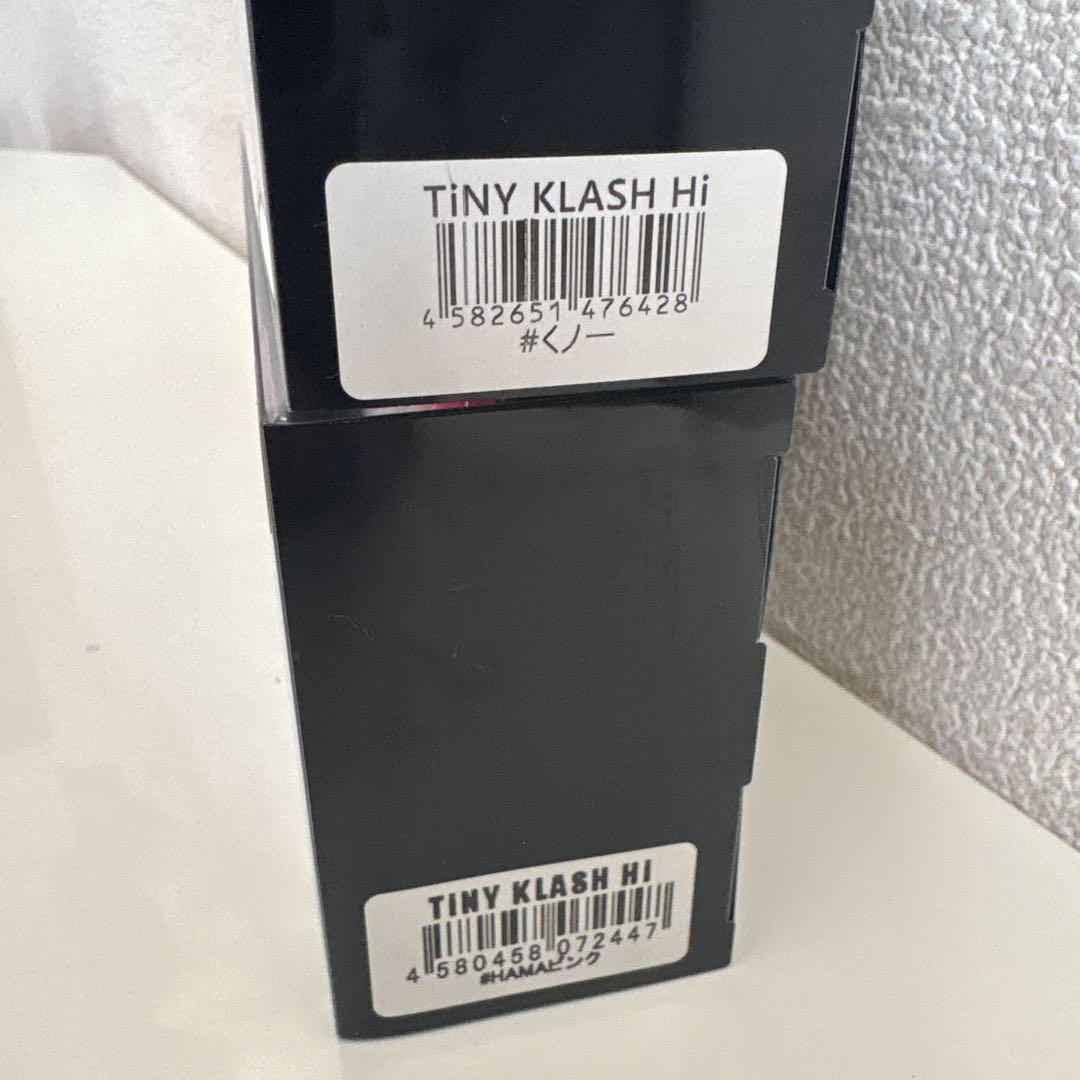 TiNY KLASH Hi
4 582651 476428
#くノ一
TiNY KLASH Hi
4 580458 072447
#HAMAピンク